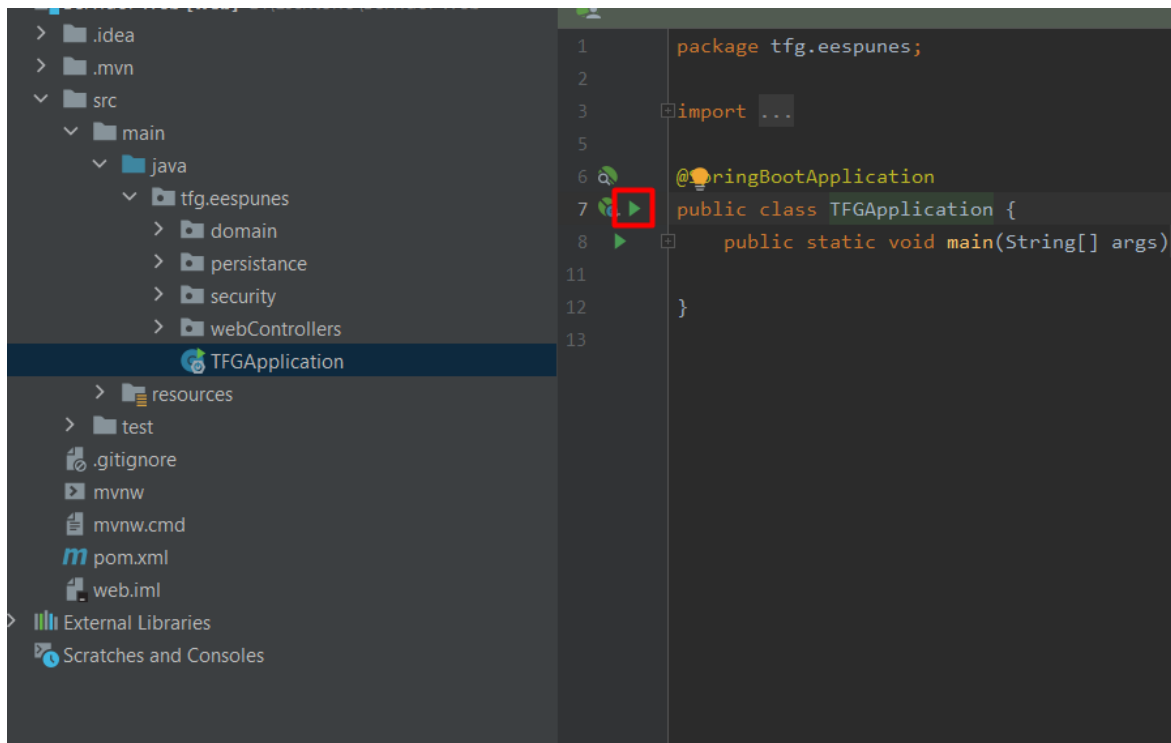 .idea
.mvn
src
main
java
tfg.eespunes
domain
persistance
security
webControllers
TFGApplication
resources
test
.gitignore
mvnw
mvnw.cmd
pom.xml
web.iml
External Libraries
Scratches and Consoles
1 package tfg.eespunes;
2
3 import ...
5
6 @SpringBootApplication
7 public class TFGApplication {
8 public static void main(String[] args)
11
12 }
13